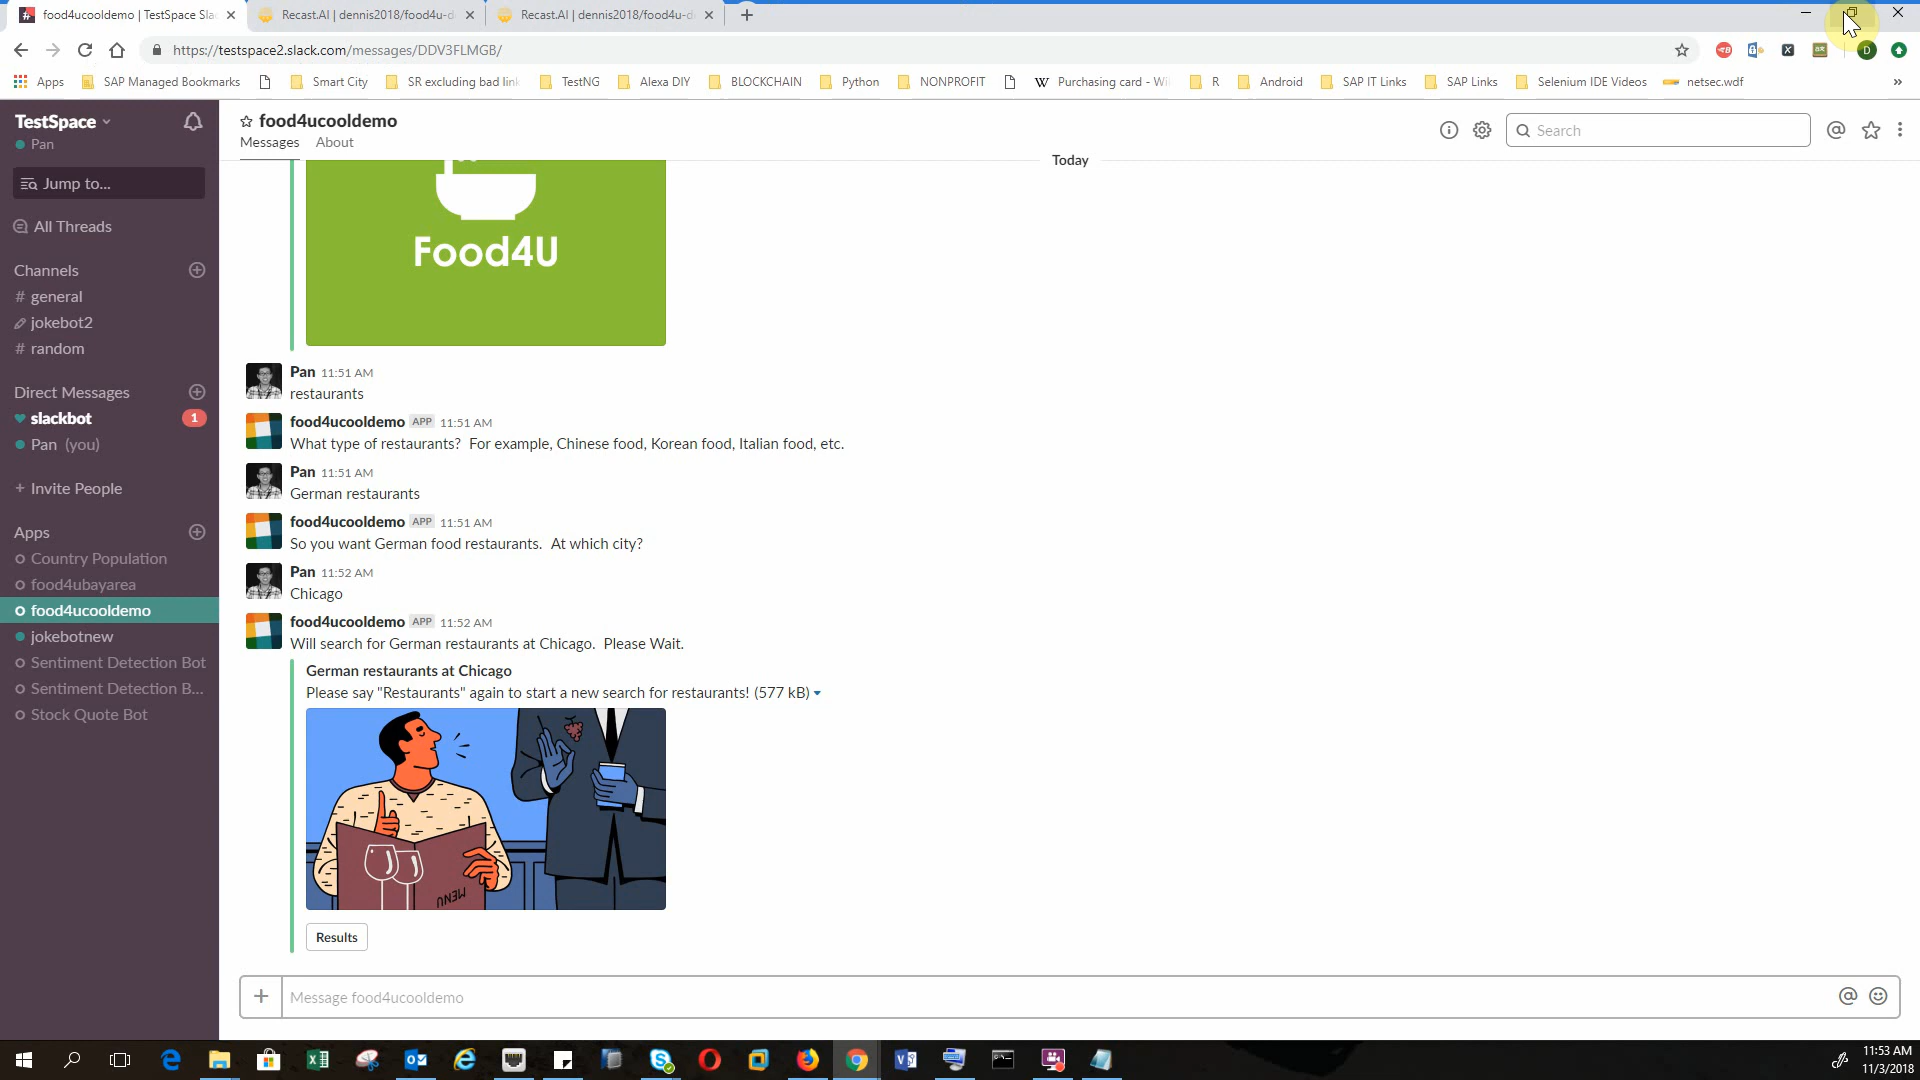 food4ucooldemo | TestSpace Sla
Recast.AI | dennis2018/food4u-d
Recast.AI | dennis2018/food4u-d
https://testspace2.slack.com/messages/DDV3FLMGB/
D
Apps
SAP Managed Bookmarks
Smart City
SR excluding bad link
TestNG
Alexa DIY
BLOCKCHAIN
Python
NONPROFIT
W
Purchasing card - Wi
R
Android
SAP IT Links
SAP Links
Selenium IDE Videos
netsec.wdf
TestSpace
Pan
Jump to...
All Threads
Channels
# general
jokebot2
# random
Direct Messages
slackbot 1
Pan (you)
+ Invite People
Apps
Country Population
food4ubayarea
food4ucooldemo
jokebotnew
Sentiment Detection Bot
Sentiment Detection B...
Stock Quote Bot
food4ucooldemo
Messages About
Search
Today
Food4U
Pan 11:51 AM
restaurants
food4ucooldemo APP 11:51 AM
What type of restaurants? For example, Chinese food, Korean food, Italian food, etc.
Pan 11:51 AM
German restaurants
food4ucooldemo APP 11:51 AM
So you want German food restaurants. At which city?
Pan 11:52 AM
Chicago
food4ucooldemo APP 11:52 AM
Will search for German restaurants at Chicago. Please Wait.
German restaurants at Chicago
Please say "Restaurants" again to start a new search for restaurants! (577 kB)
MENU
Results
Message food4ucooldemo
11:53 AM
11/3/2018